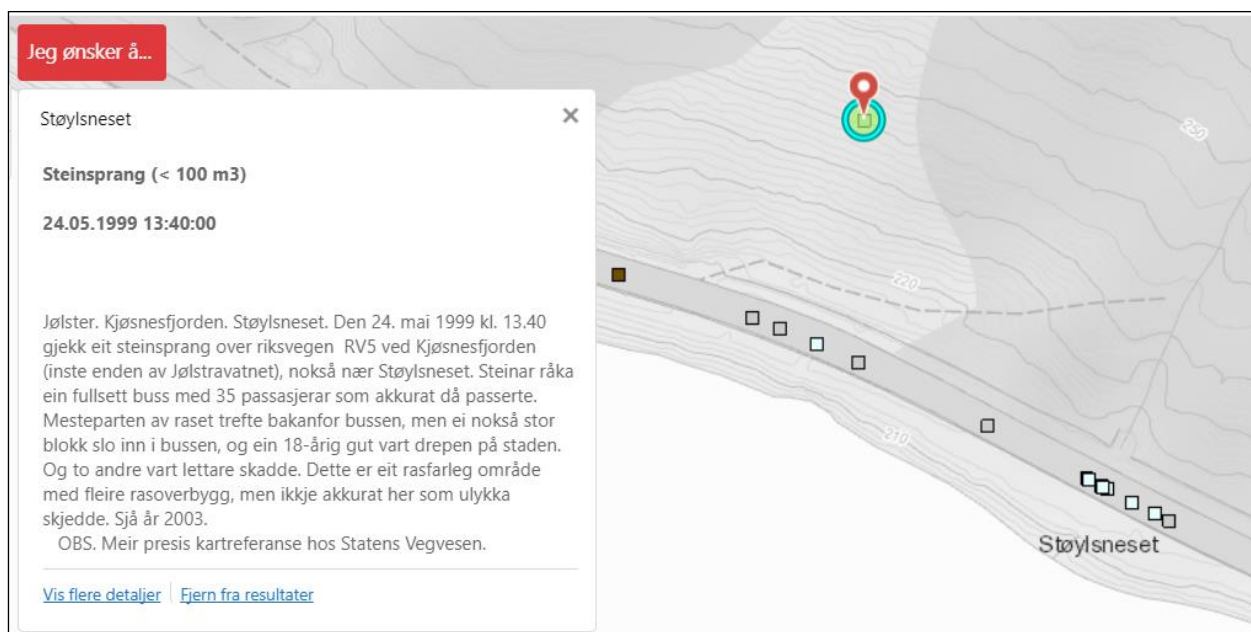 Jeg ønsker å...
Støylsneset
Steinsprang (< 100 m3)
24.05.1999 13:40:00
Jølster. Kjøsnesfjorden. Støylsneset. Den 24. mai 1999 kl. 13.40
gjekk eit steinsprang over riksvegen RV5 ved Kjøsnesfjorden
(inste enden av Jølstravatnet), nokså nær Støylsneset. Steinar råka
ein fullsett buss med 35 passasjerar som akkurat då passerte.
Mesteparten av raset trefte bakanfor bussen, men ei nokså stor
blokk slo inn i bussen, og ein 18-årig gut vart drepen på staden.
Og to andre vart lettare skadde. Dette er eit rasfarleg område
med fleire rasoverbygg, men ikkje akkurat her som ulykka
skjedde. Sjå år 2003.
OBS. Meir presis kartreferanse hos Statens Vegvesen.
Vis flere detaljer
Fjern fra resultater
250
220
210
Støylsneset